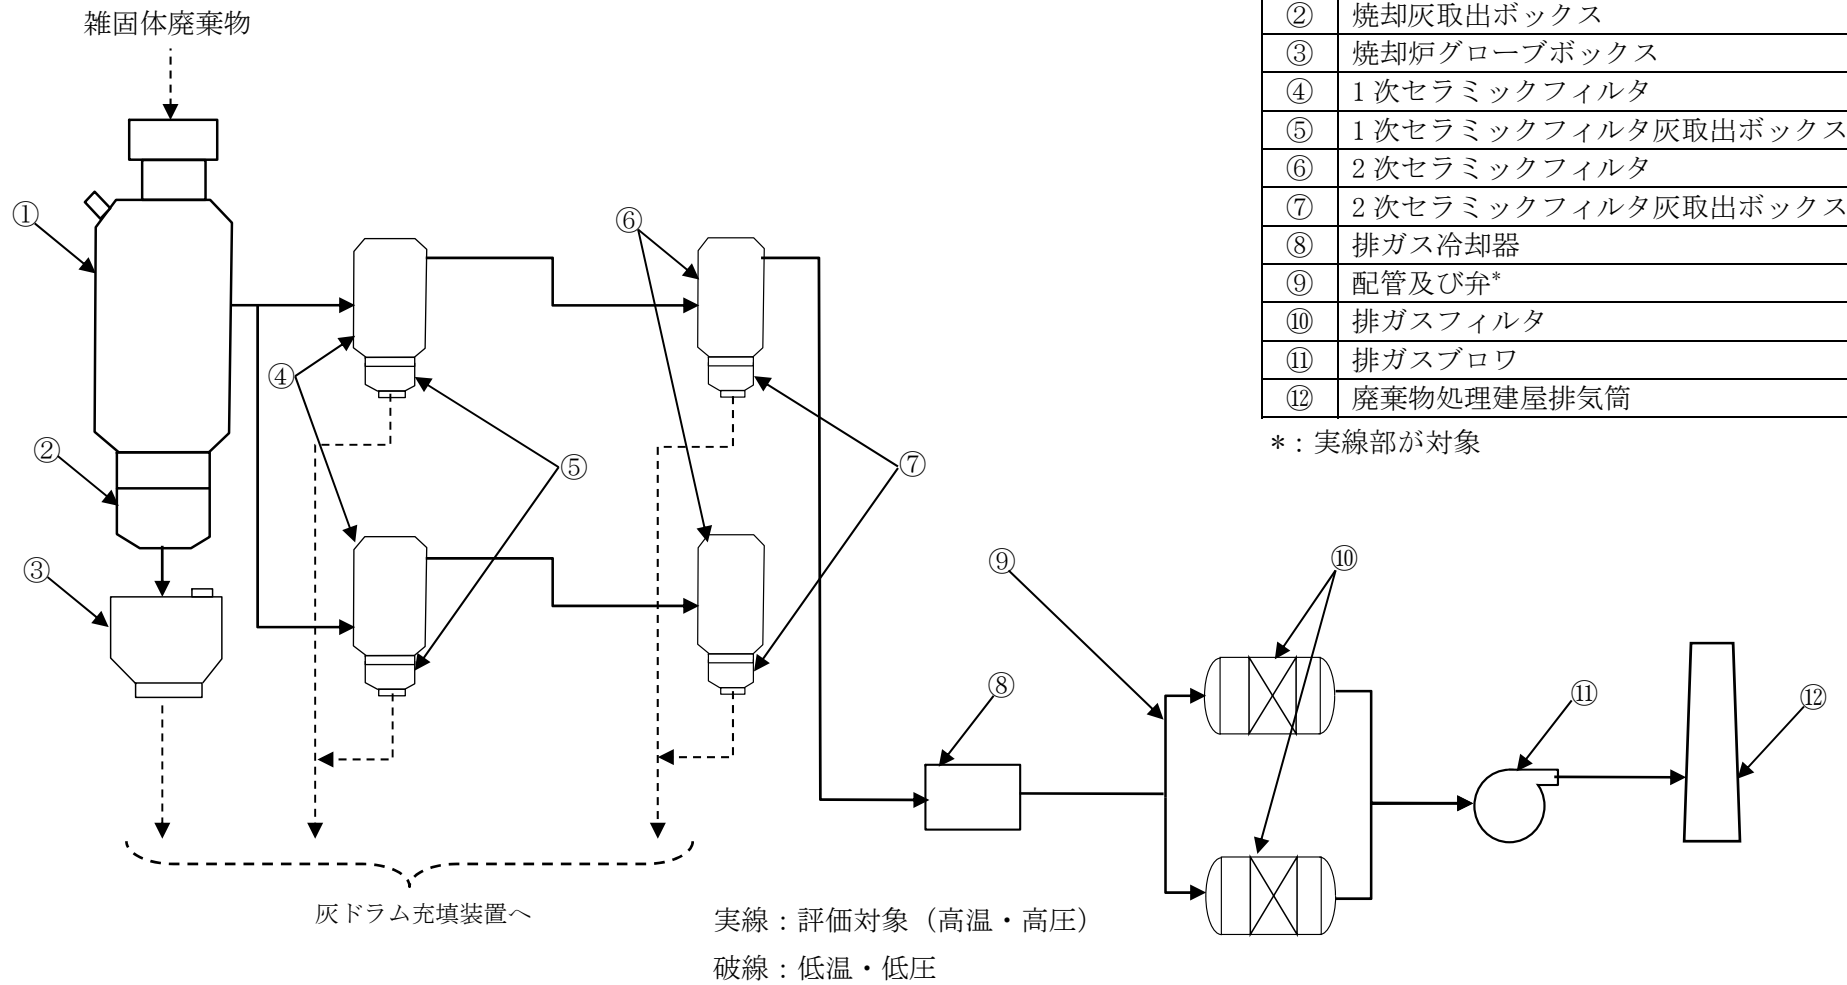 雑固体廃棄物
② 焼却灰取出ボックス
③ 焼却炉グローブボックス
④ 1次セラミックフィルタ
⑤ 1次セラミックフィルタ灰取出ボックス
⑥ 2次セラミックフィルタ
⑦ 2次セラミックフィルタ灰取出ボックス
⑧ 排ガス冷却器
⑨ 配管及び弁*
⑩ 排ガスフィルタ
⑪ 排ガスブロワ
⑫ 廃棄物処理建屋排気筒
*：実線部が対象
①
⑥
④
②
⑤
⑦
③
⑨
⑩
⑧
⑪
⑫
灰ドラム充填装置へ
実線：評価対象（高温・高圧）
破線：低温・低圧